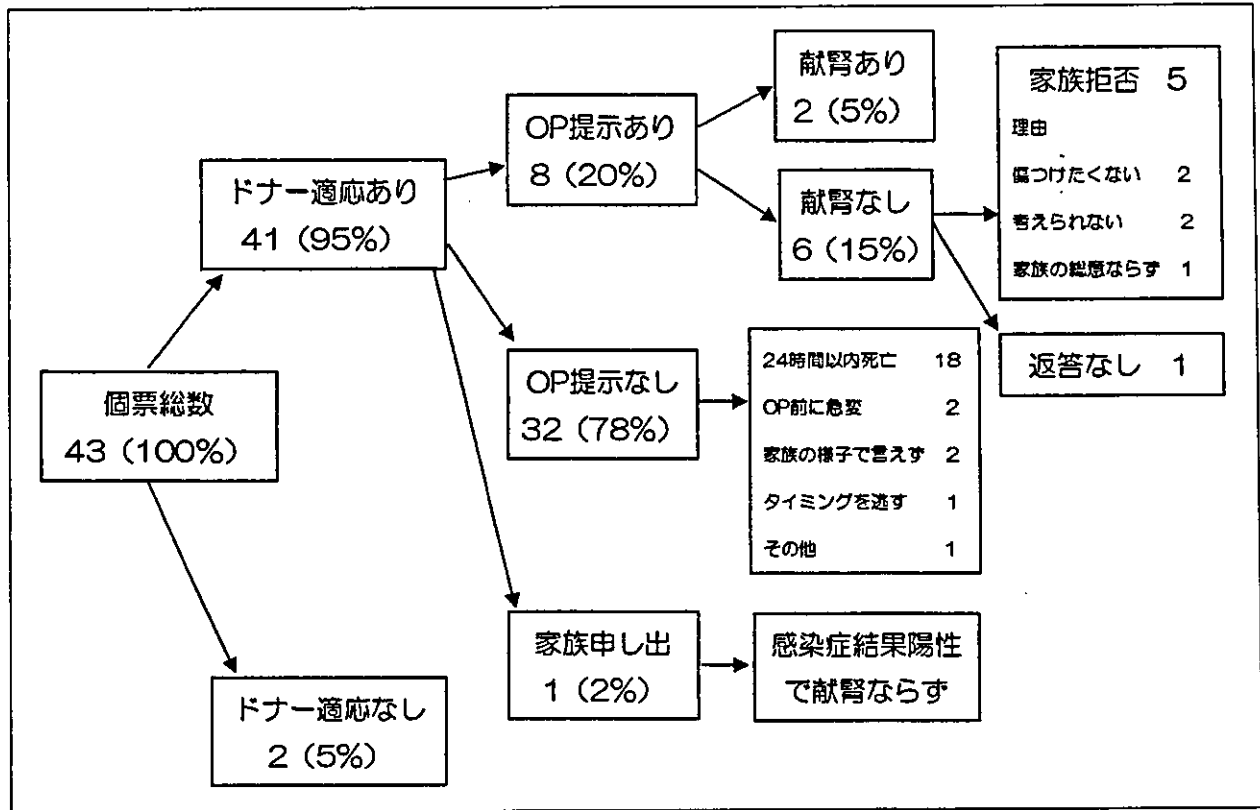 個票総数
43 (100%)
ドナー適応あり
41 (95%)
ドナー適応なし
2 (5%)
OP提示あり
8 (20%)
OP提示なし
32 (78%)
家族申し出
1 (2%)
献腎あり
2 (5%)
献腎なし
6 (15%)
家族拒否 5
理由
傷つけたくない 2
考えられない 2
家族の総意ならず 1
返答なし 1
24時間以内死亡 18
OP前に急変 2
家族の様子で言えず 2
タイミングを逃す 1
その他 1
感染症結果陽性
で献腎ならず